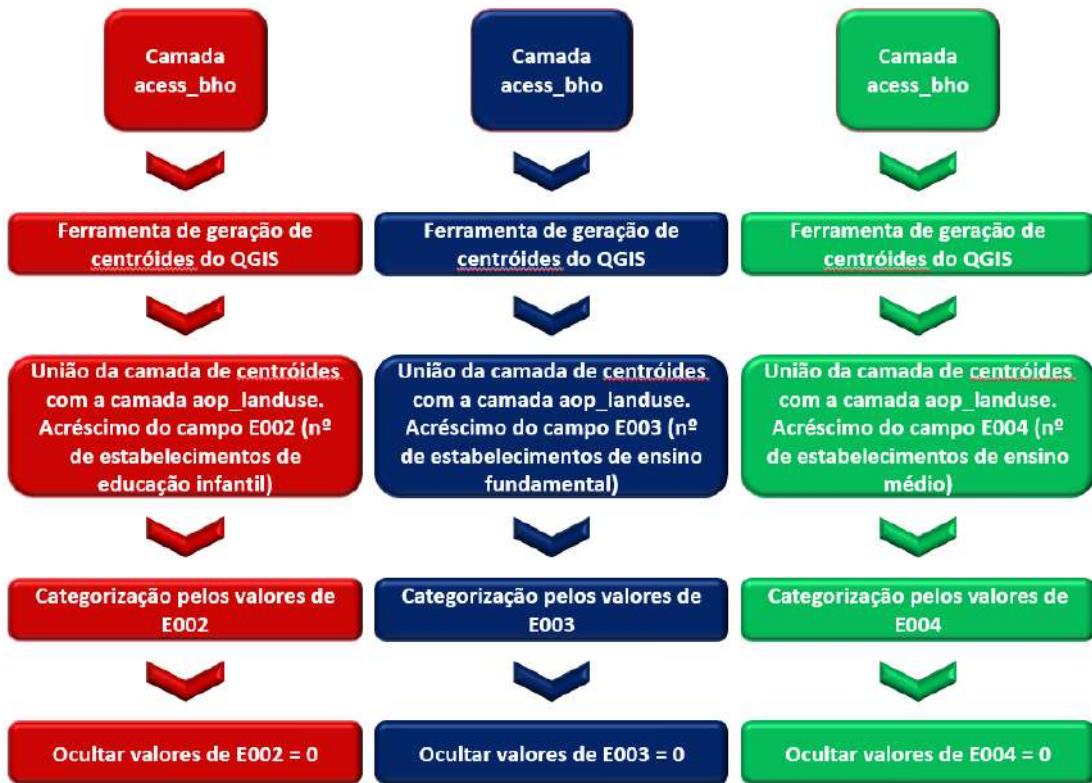 Camada
acess_bho
Ferramenta de geração de
centróides do QGIS
União da camada de centróides
com a camada aop_landuse.
Acréscimo do campo E002 (nº
de estabelecimentos de
educação infantil)
Categorização pelos valores de
E002
Ocultar valores de E002 = 0
Camada
acess_bho
Ferramenta de geração de
centróides do QGIS
União da camada de centróides
com a camada aop_landuse.
Acréscimo do campo E003 (nº
de estabelecimentos de ensino
fundamental)
Categorização pelos valores de
E003
Ocultar valores de E003 = 0
Camada
acess_bho
Ferramenta de geração de
centróides do QGIS
União da camada de centróides
com a camada aop_landuse.
Acréscimo do campo E004 (nº
de estabelecimentos de ensino
médio)
Categorização pelos valores de
E004
Ocultar valores de E004 = 0